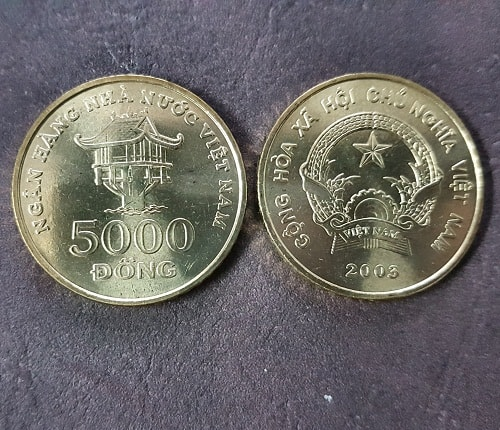 NGÂN HÀNG NHÀ NƯỚC VIỆT NAM
5000
ĐỒNG
CỘNG HÒA XÃ HỘI CHỦ NGHĨA VIỆT NAM
VIỆT NAM
2003